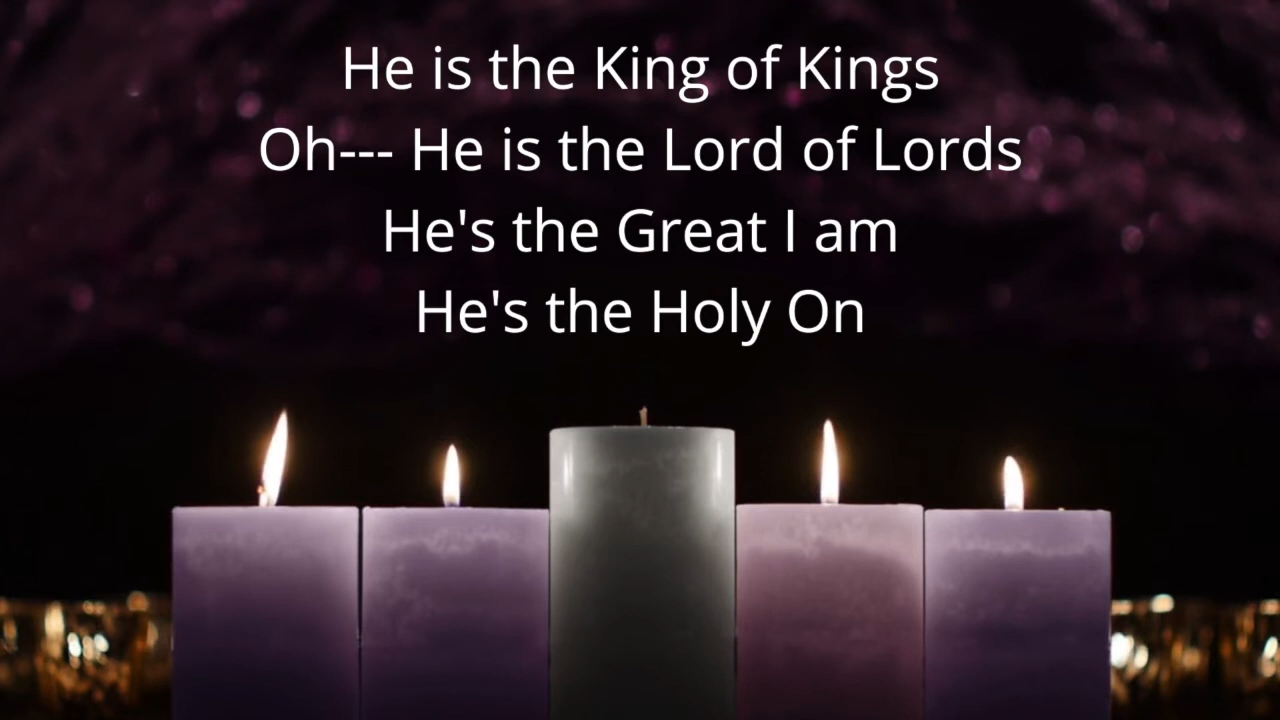 He is the King of Kings
Oh--- He is the Lord of Lords
He's the Great I am
He's the Holy On